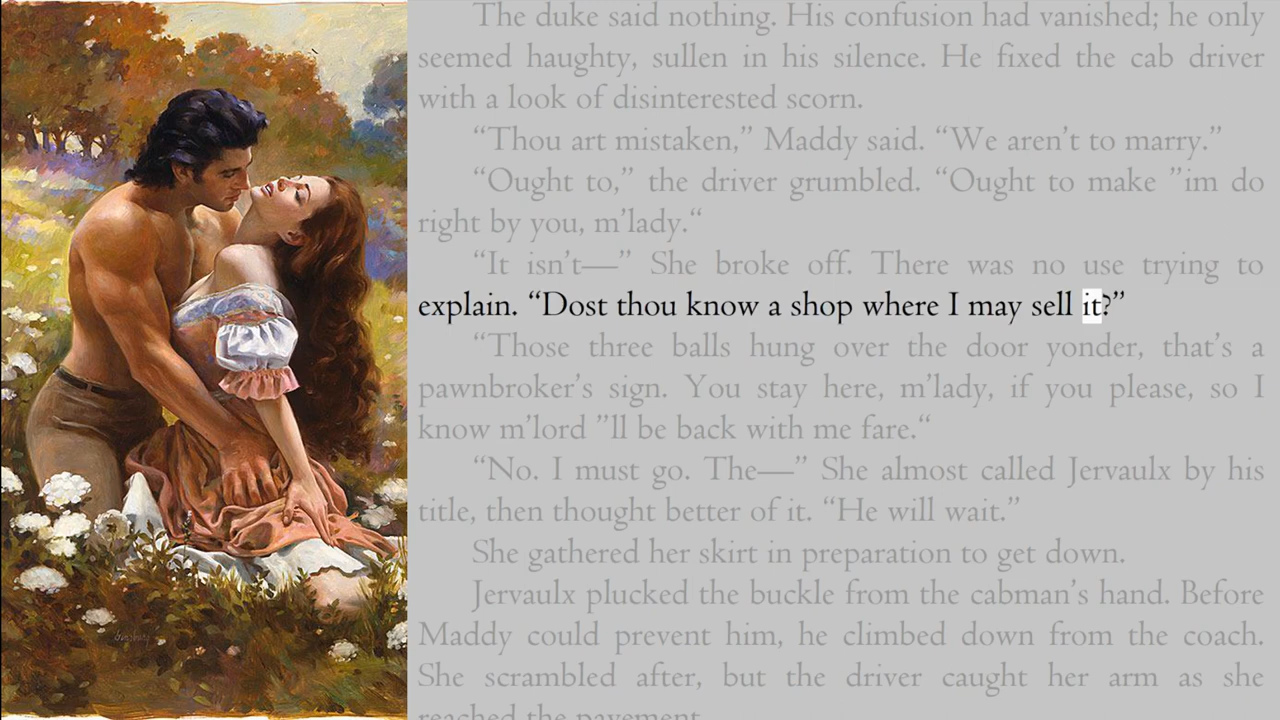 The duke said nothing. His confusion had vanished; he only
seemed haughty, sullen in his silence. He fixed the cab driver
with a look of disinterested scorn.
“Thou art mistaken,” Maddy said. “We aren’t to marry.”
“Ought to,” the driver grumbled. “Ought to make ”im do
right by you, m’lady.“
“It isn’t—” She broke off. There was no use trying to
explain. “Dost thou know a shop where I may sell it?”
“Those three balls hung over the door yonder, that’s a
pawnbroker’s sign. You stay here, m’lady, if you please, so I
know m’lord ”ll be back with me fare.“
“No. I must go. The—” She almost called Jervaulx by his
title, then thought better of it. “He will wait.”
She gathered her skirt in preparation to get down.
Jervaulx plucked the buckle from the cabman’s hand. Before
Maddy could prevent him, he climbed down from the coach.
She scrambled after, but the driver caught her arm as she
reached the pavement.